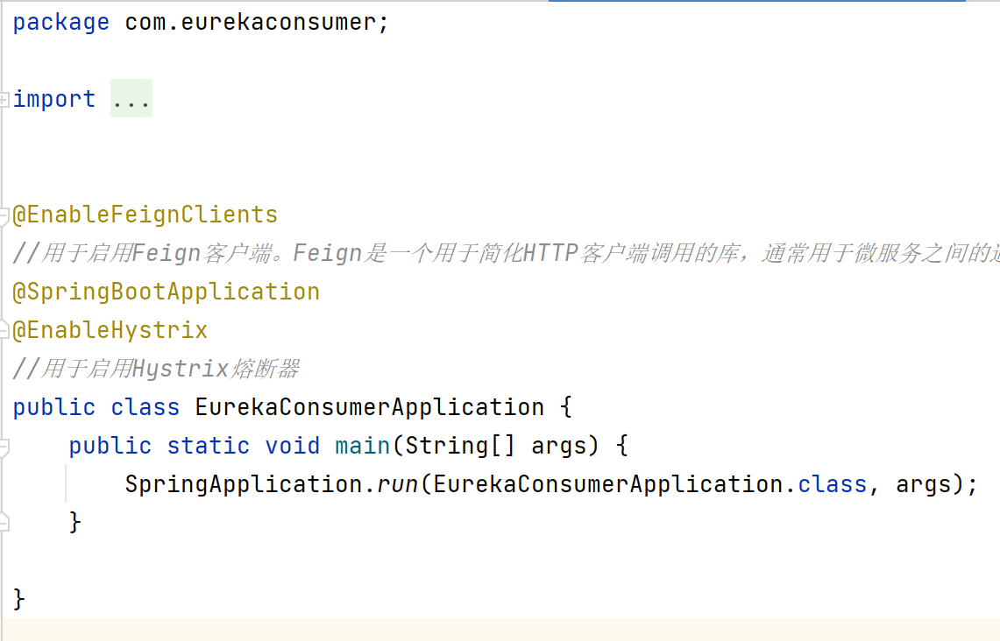 package com.eurekaconsumer;
import ...
@EnableFeignClients
//用于启用Feign客户端。Feign是一个用于简化HTTP客户端调用的库，通常用于微服务之间的
@SpringBootApplication
@EnableHystrix
//用于启用Hystrix熔断器
public class EurekaConsumerApplication {
    public static void main(String[] args) {
        SpringApplication.run(EurekaConsumerApplication.class, args);
    }
}